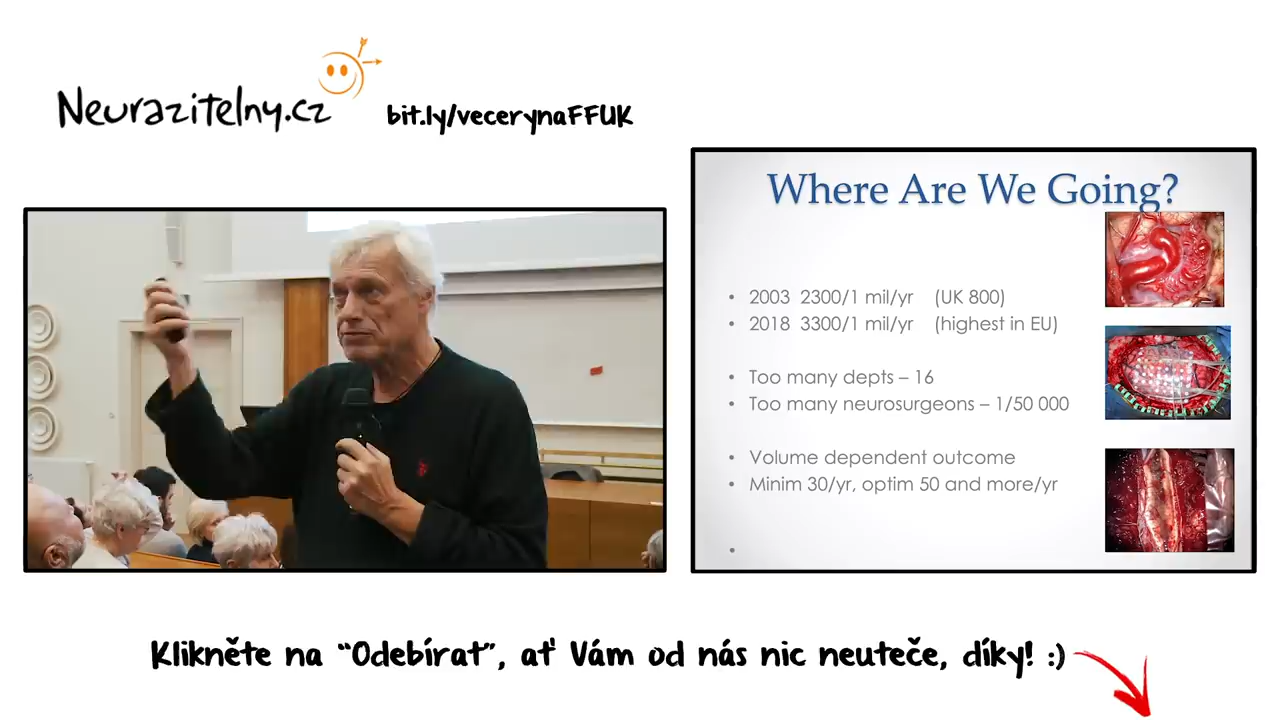 Neurazitelny.cz
bit.ly/vecerynaFFUK
Where Are We Going?
• 2003 2300/1 mil/yr (UK 800)
• 2018 3300/1 mil/yr (highest in EU)
• Too many depts – 16
• Too many neurosurgeons – 1/50 000
• Volume dependent outcome
• Minim 30/yr, optim 50 and more/yr
•
Klikněte na “Odebírat”, ať Vám od nás nic neuteče, díky! :)